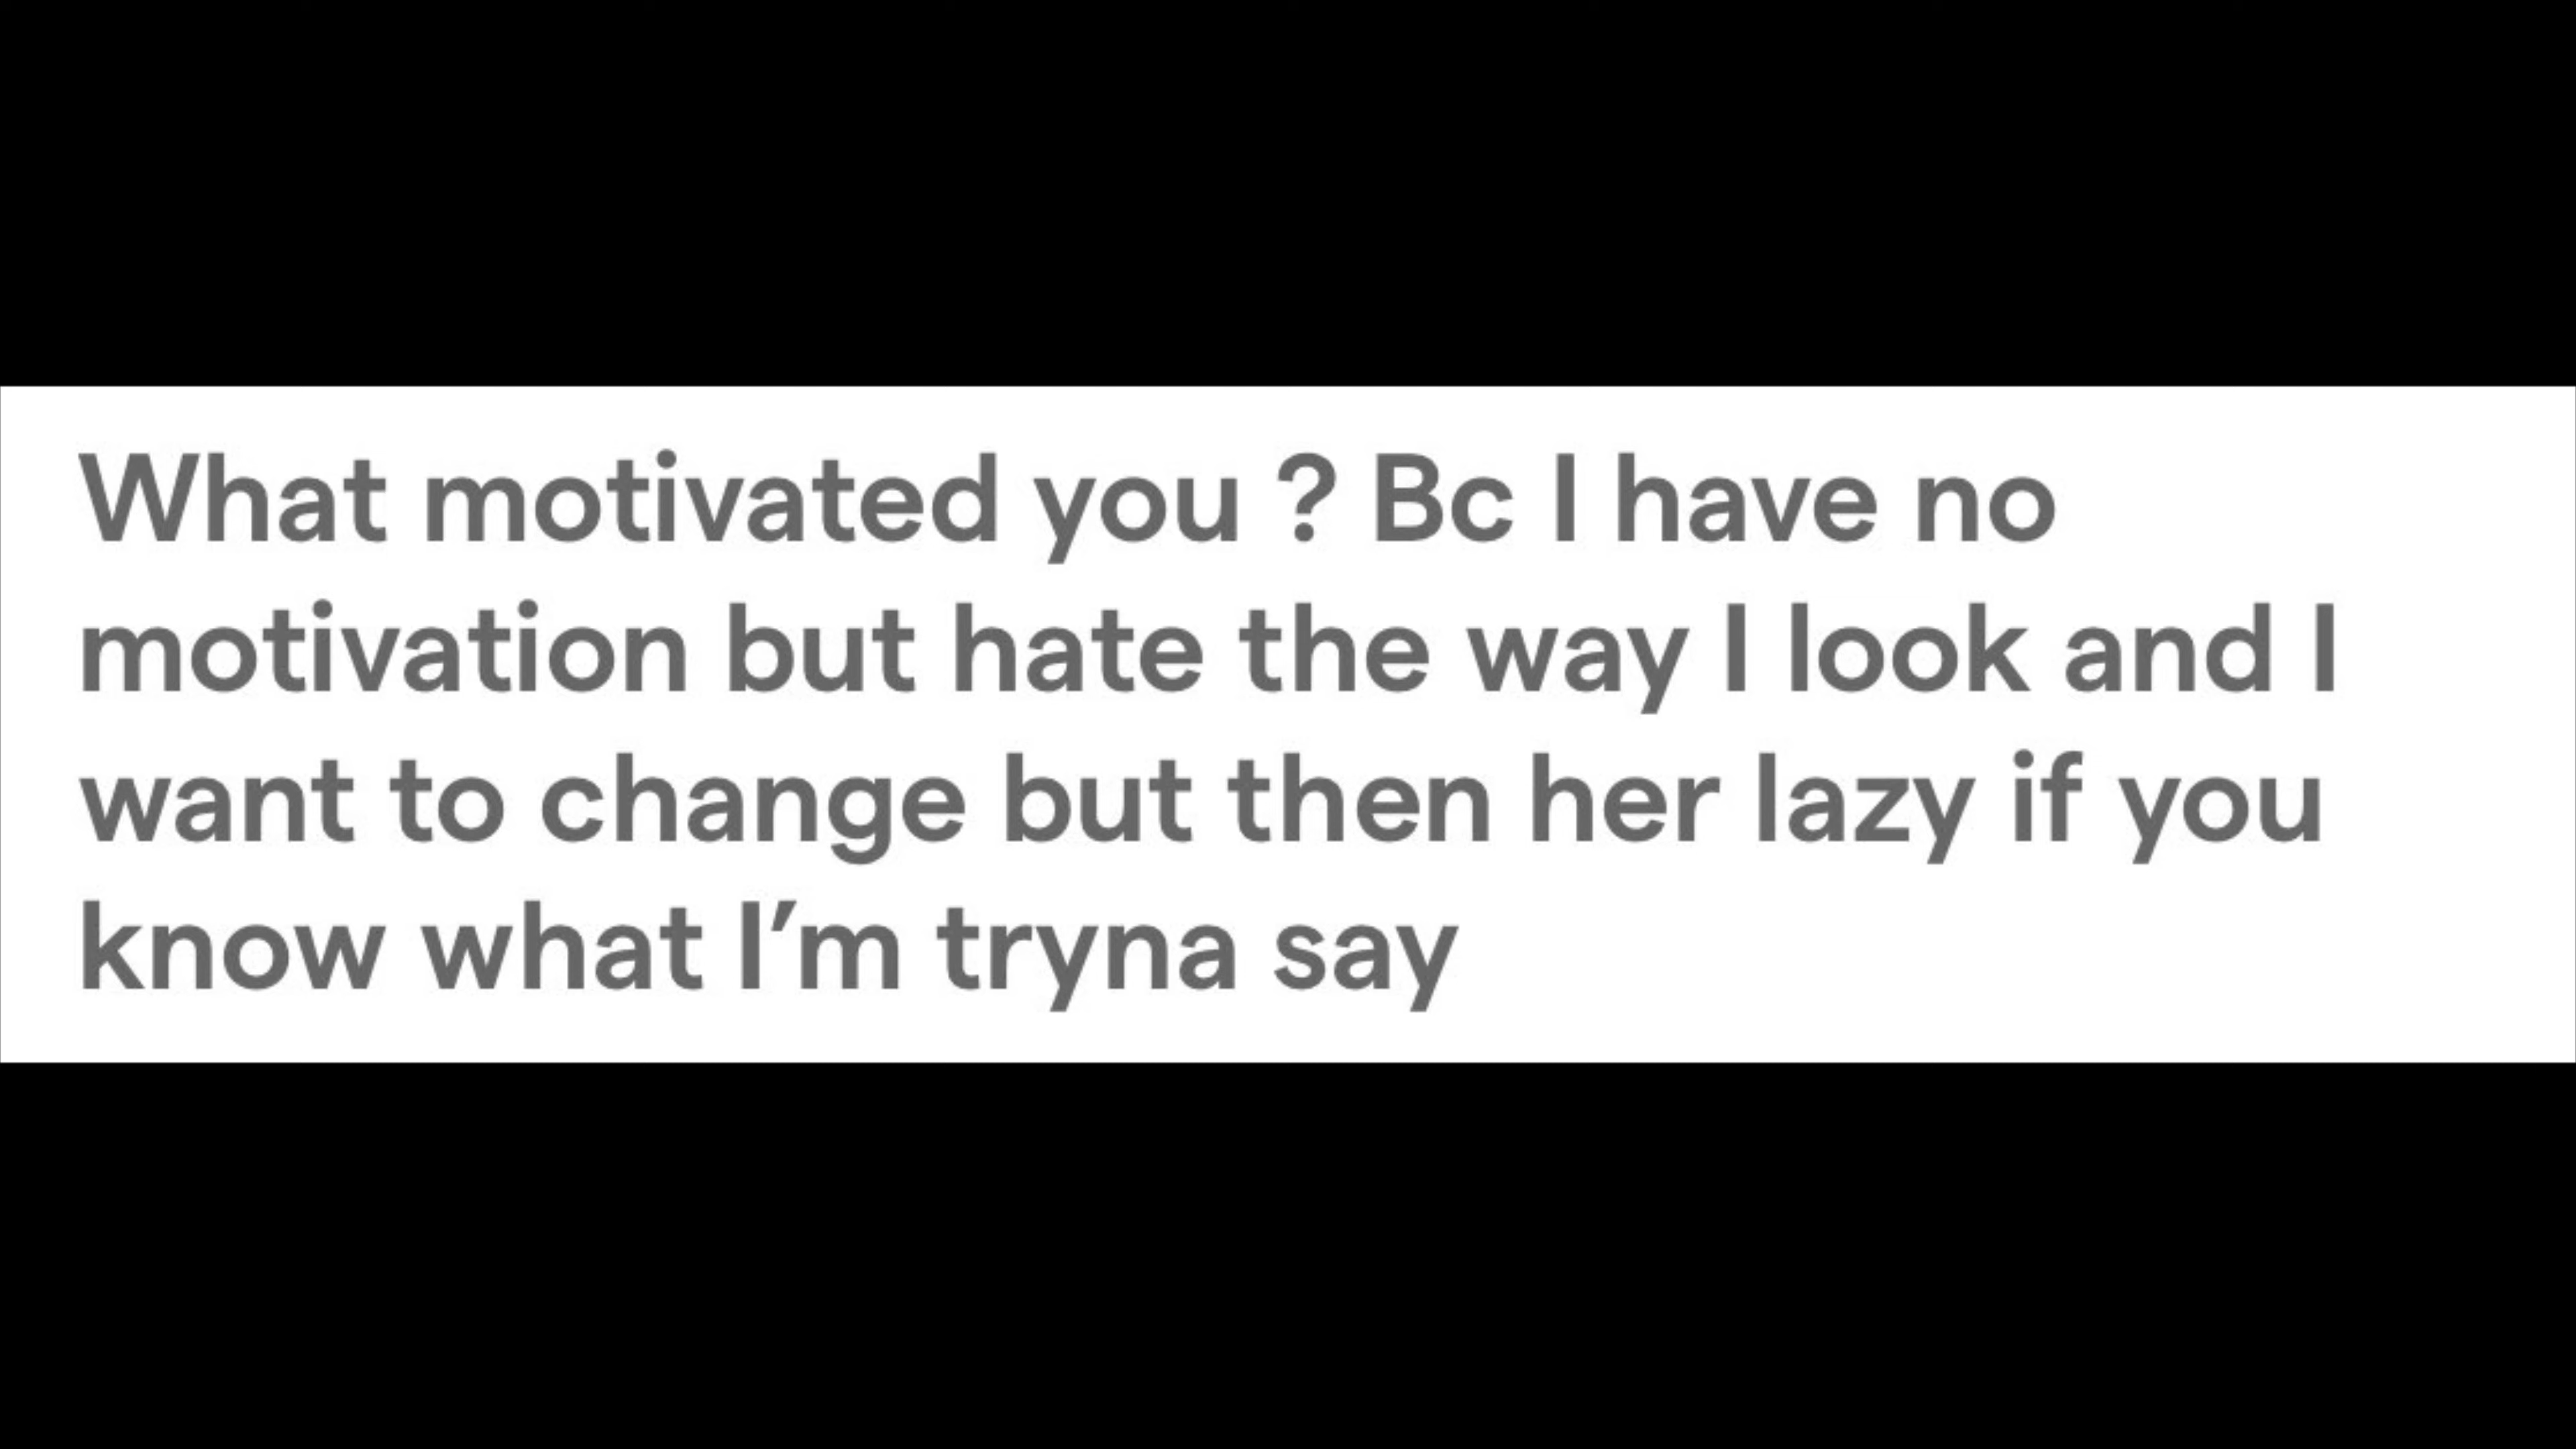 What motivated you ? Bc I have no
motivation but hate the way I look and I
want to change but then her lazy if you
know what I’m tryna say